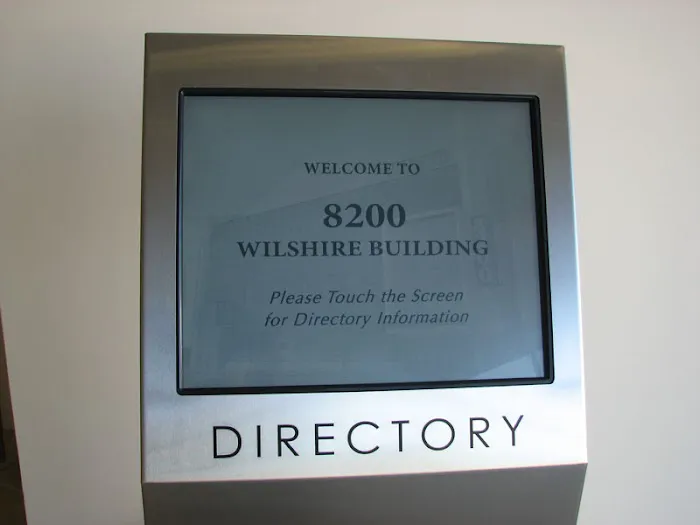 WELCOME TO
8200
WILSHIRE BUILDING
Please Touch the Screen
for Directory Information
DIRECTORY